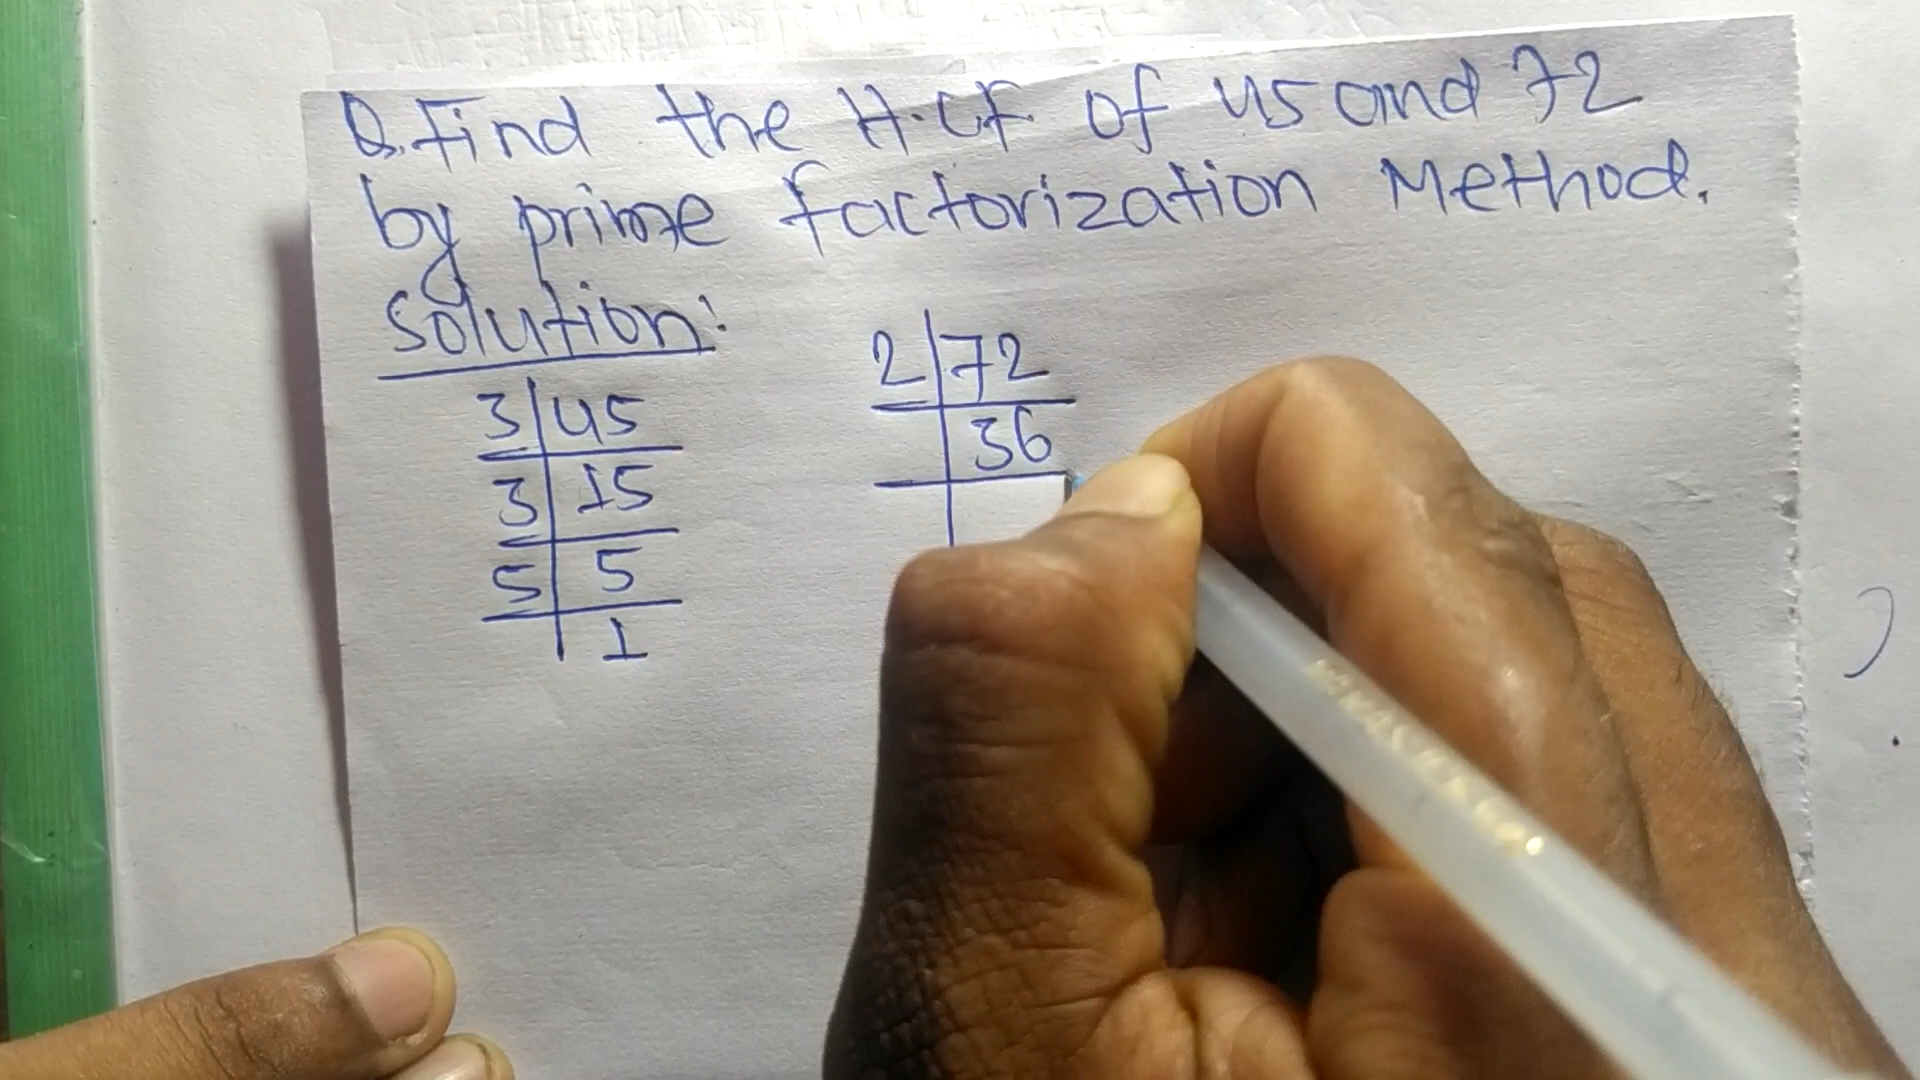 Q. Find the H.CF of 45 and 72
by prime factorization Method.
Solution:
3 45
3 15
5 5
1
2 72
36